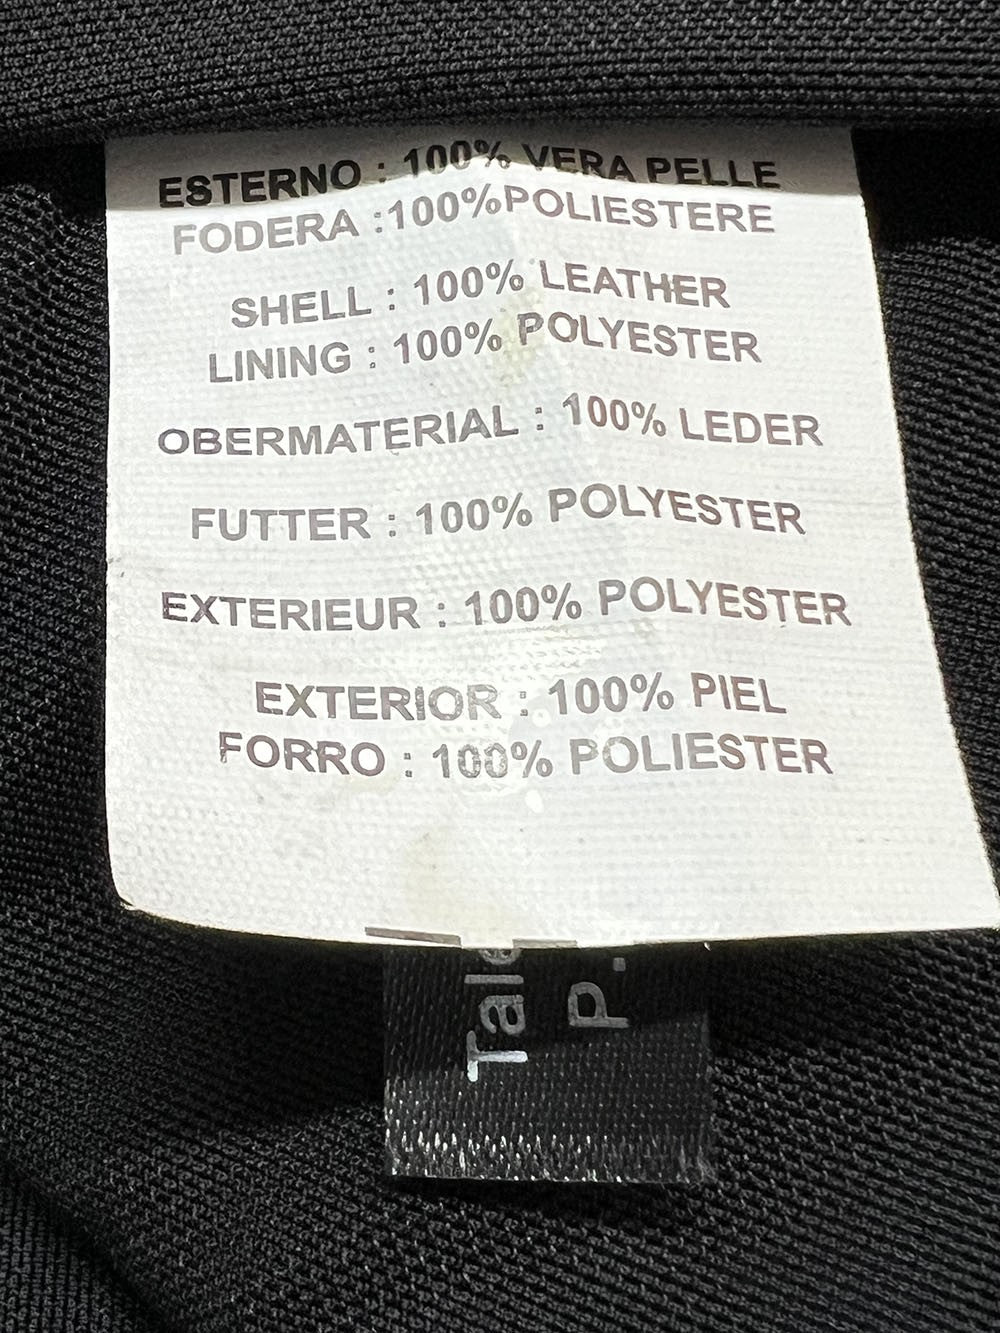 ESTERNO : 100% VERA PELLE
FODERA :100%POLIESTERE
SHELL : 100% LEATHER
LINING : 100% POLYESTER
OBERMATERIAL : 100% LEDER
FUTTER : 100% POLYESTER
EXTERIEUR : 100% POLYESTER
EXTERIOR : 100% PIEL
FORRO : 100% POLIESTER
P.